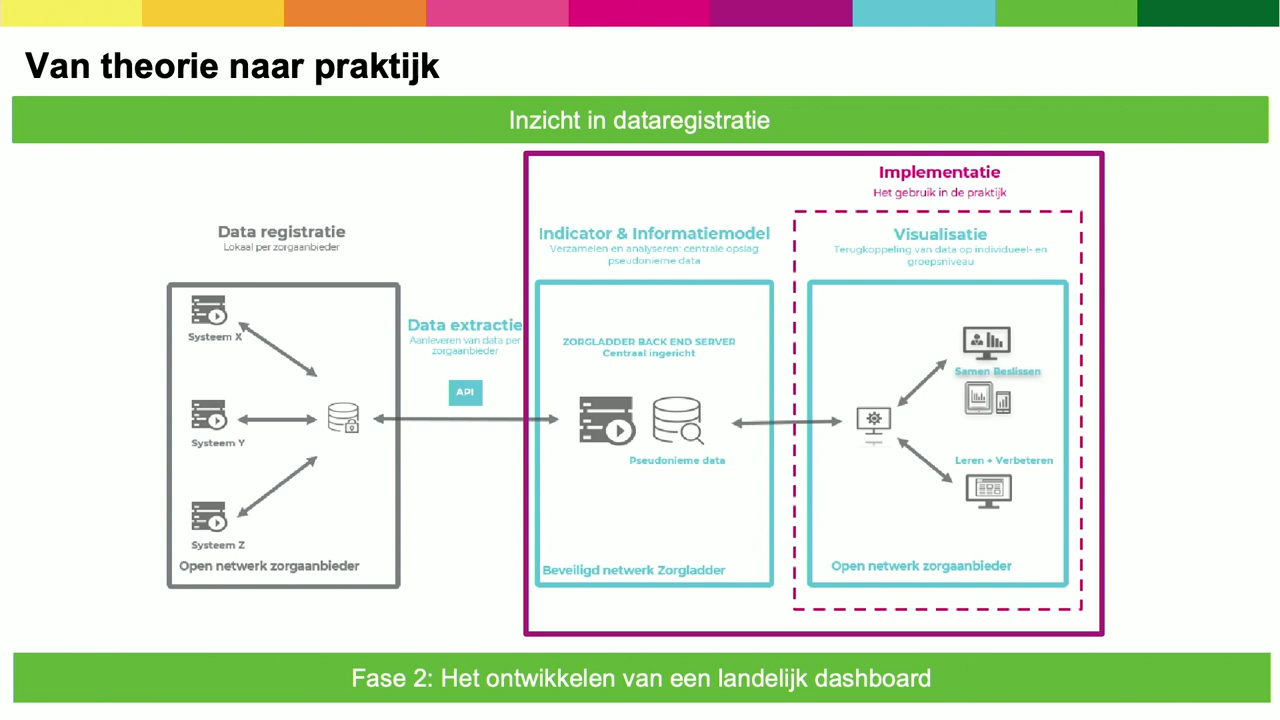 Van theorie naar praktijk
Inzicht in dataregistratie
Data registratie
Lokaal per zorgaanbieder
Systeem X
Systeem Y
Systeem Z
Open netwerk zorgaanbieder
Data extractie
Aanleveren van data per
zorgaanbieder
API
Indicator & Informatiemodel
Verzamelen en analyseren: centrale opslag
pseudonieme data
ZORGLADDER BACK END SERVER
Centraal ingericht
Pseudonieme data
Beveiligd netwerk Zorgladder
Implementatie
Het gebruik in de praktijk
Visualisatie
Terugkoppeling van data op individueel- en
groepsniveau
Samen Beslissen
Leren + Verbeteren
Open netwerk zorgaanbieder
Fase 2: Het ontwikkelen van een landelijk dashboard